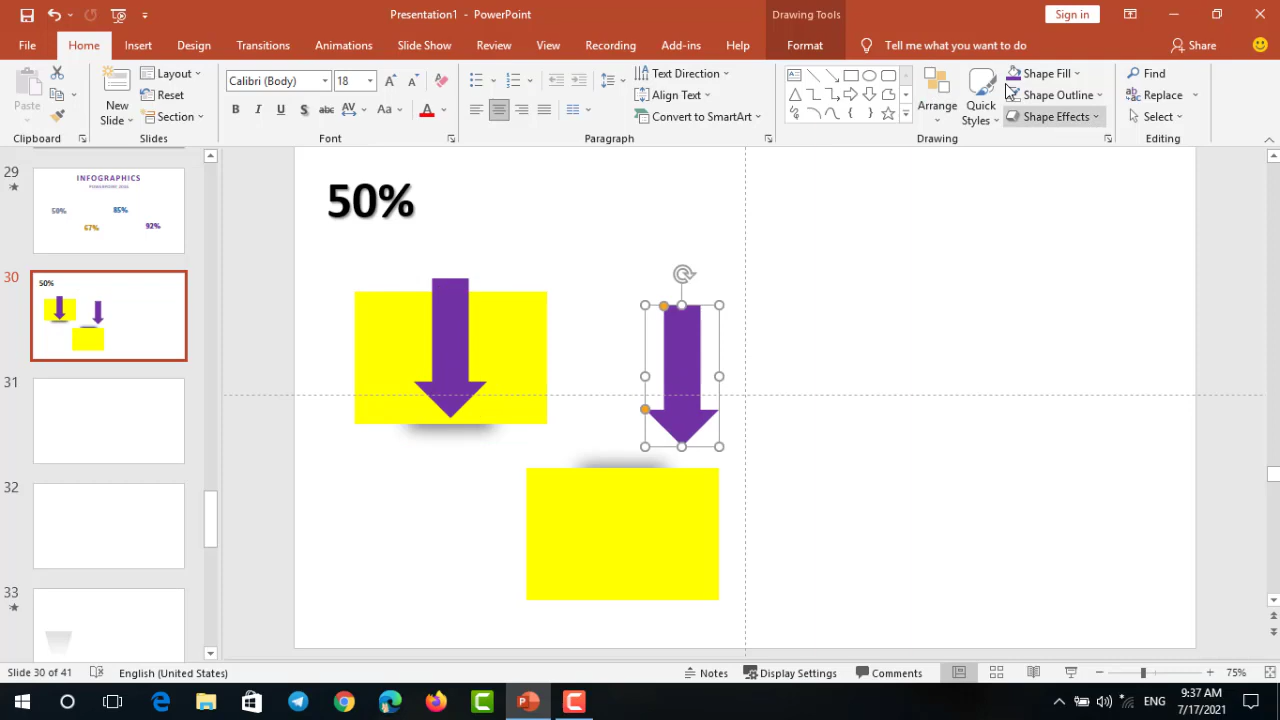 Presentation1 - PowerPoint
Drawing Tools
Sign in
File
Home
Insert
Design
Transitions
Animations
Slide Show
Review
View
Recording
Add-ins
Help
Format
Tell me what you want to do
Share
Paste
New Slide
Layout
Reset
Section
Calibri (Body)
18
B
I
U
S
abc
AV
Aa
A
Text Direction
Align Text
Convert to SmartArt
Arrange
Quick Styles
Shape Fill
Shape Outline
Shape Effects
Find
Replace
Select
Clipboard
Slides
Font
Paragraph
Drawing
Editing
29
INFOGRAPHICS
50%
85%
67%
92%
30
50%
31
32
33
50%
Slide 30 of 41
English (United States)
Notes
Display Settings
Comments
75%
ENG
9:37 AM
7/17/2021